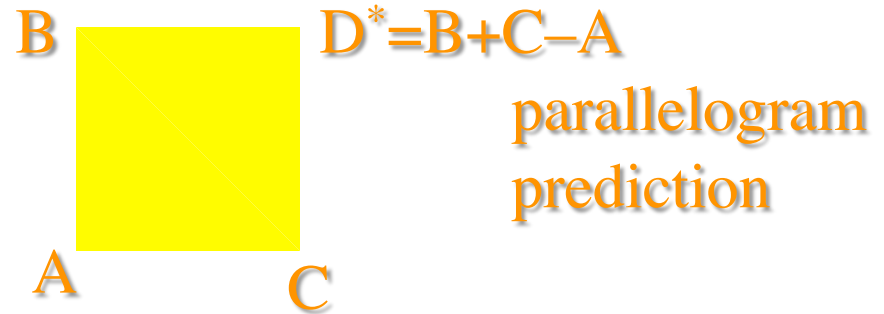 B D*=B+C–A
parallelogram
prediction
A
C